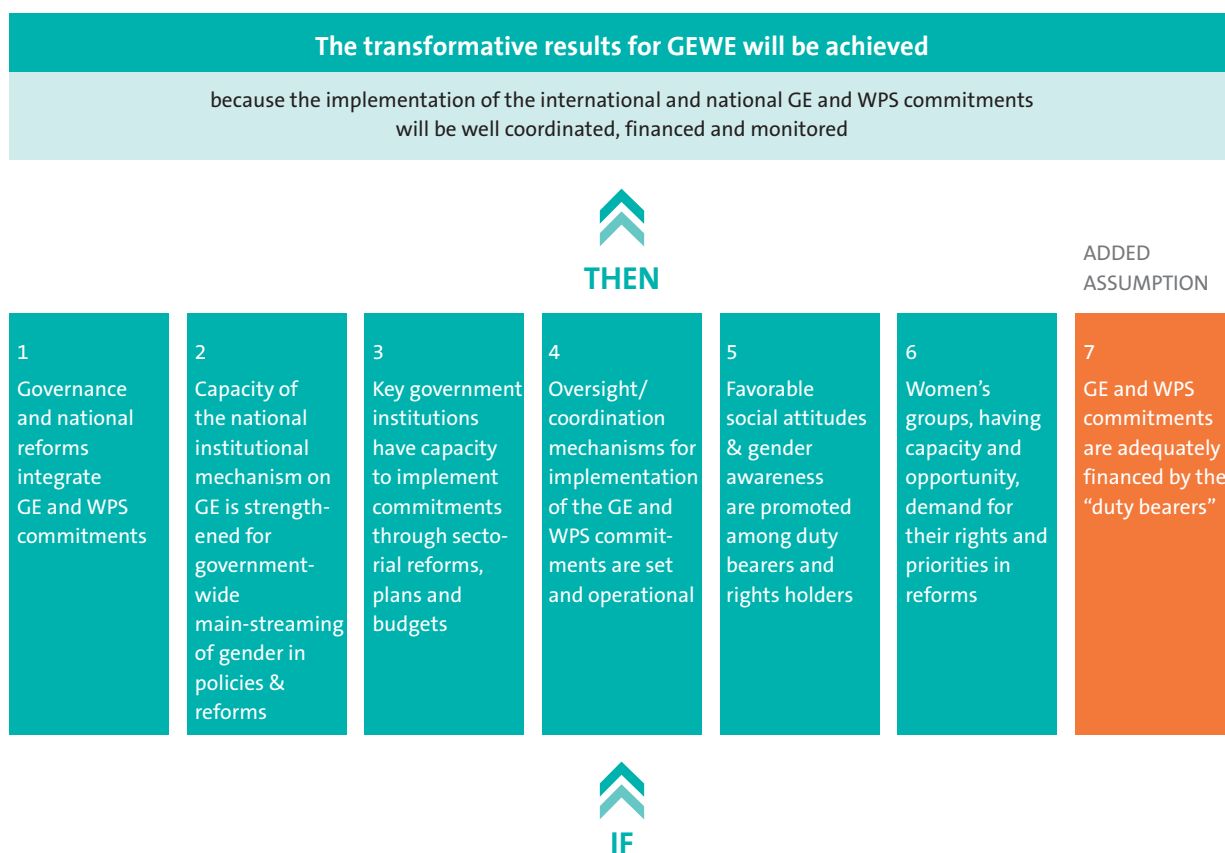 The transformative results for GEWE will be achieved
because the implementation of the international and national GE and WPS commitments
will be well coordinated, financed and monitored
THEN
ADDED
ASSUMPTION
1
Governance
and national
reforms
integrate
GE and WPS
commitments
2
Capacity of
the national
institutional
mechanism on
GE is strength-
ened for
government-
wide
main-streaming
of gender in
policies &
reforms
3
Key government
institutions
have capacity
to implement
commitments
through secto-
rial reforms,
plans and
budgets
4
Oversight/
coordination
mechanisms for
implementation
of the GE and
WPS commit-
ments are set
and operational
5
Favorable
social attitudes
& gender
awareness
are promoted
among duty
bearers and
rights holders
6
Women's
groups, having
capacity and
opportunity,
demand for
their rights and
priorities in
reforms
7
GE and WPS
commitments
are adequately
financed by the
“duty bearers”
IF